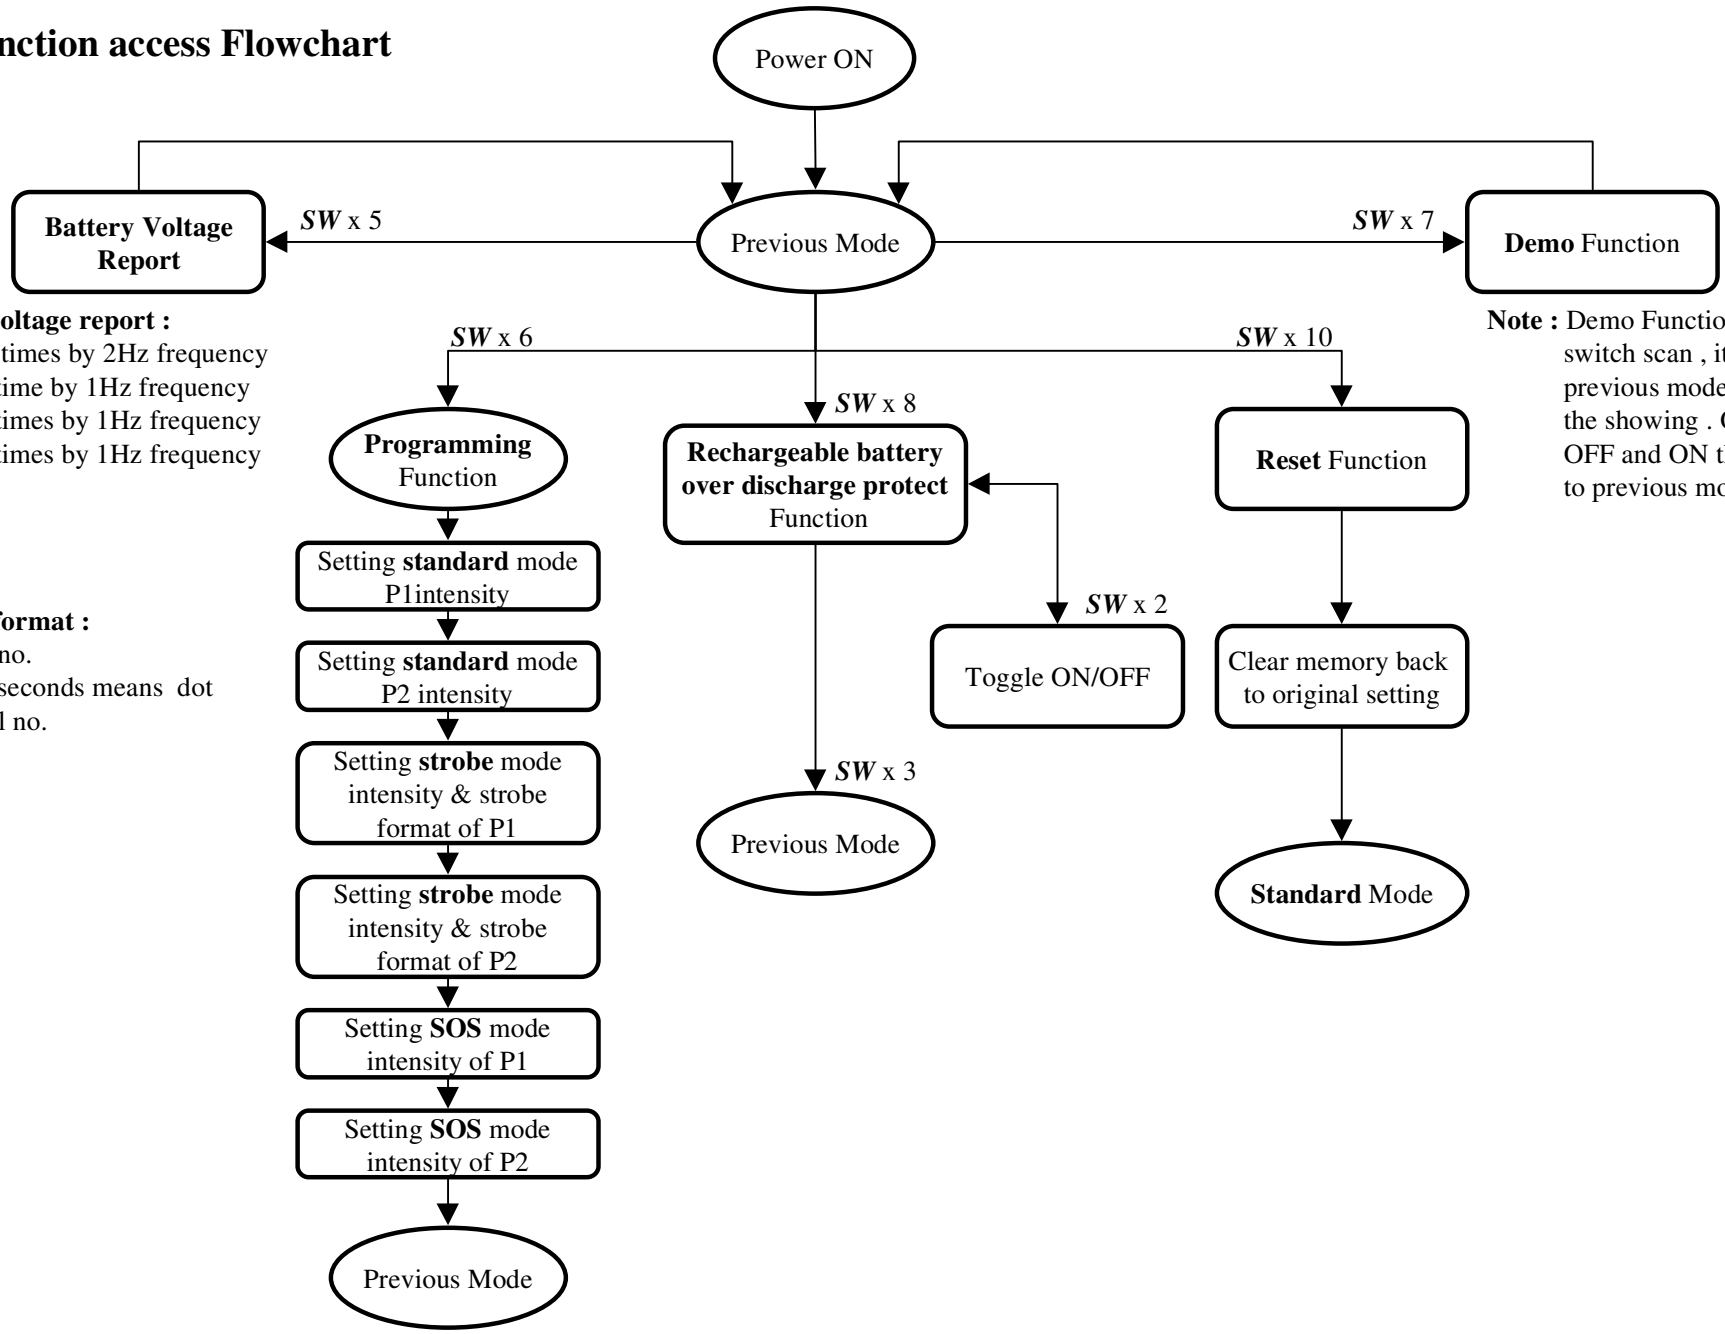 nction access Flowchart
Power ON
Battery Voltage
Report
SW x 5
Previous Mode
SW x 7
Demo Function
oltage report :
times by 2Hz frequency
time by 1Hz frequency
times by 1Hz frequency
times by 1Hz frequency
Note : Demo Functio
switch scan , it
previous mode
the showing .
OFF and ON t
to previous mo
SW x 6
SW x 10
SW x 8
Programming
Function
Rechargeable battery
over discharge protect
Function
Reset Function
Setting standard mode
P1intensity
SW x 2
Toggle ON/OFF
Clear memory back
to original setting
format :
no.
seconds means dot
l no.
Setting standard mode
P2 intensity
Setting strobe mode
intensity & strobe
format of P1
SW x 3
Previous Mode
Standard Mode
Setting strobe mode
intensity & strobe
format of P2
Setting SOS mode
intensity of P1
Setting SOS mode
intensity of P2
Previous Mode